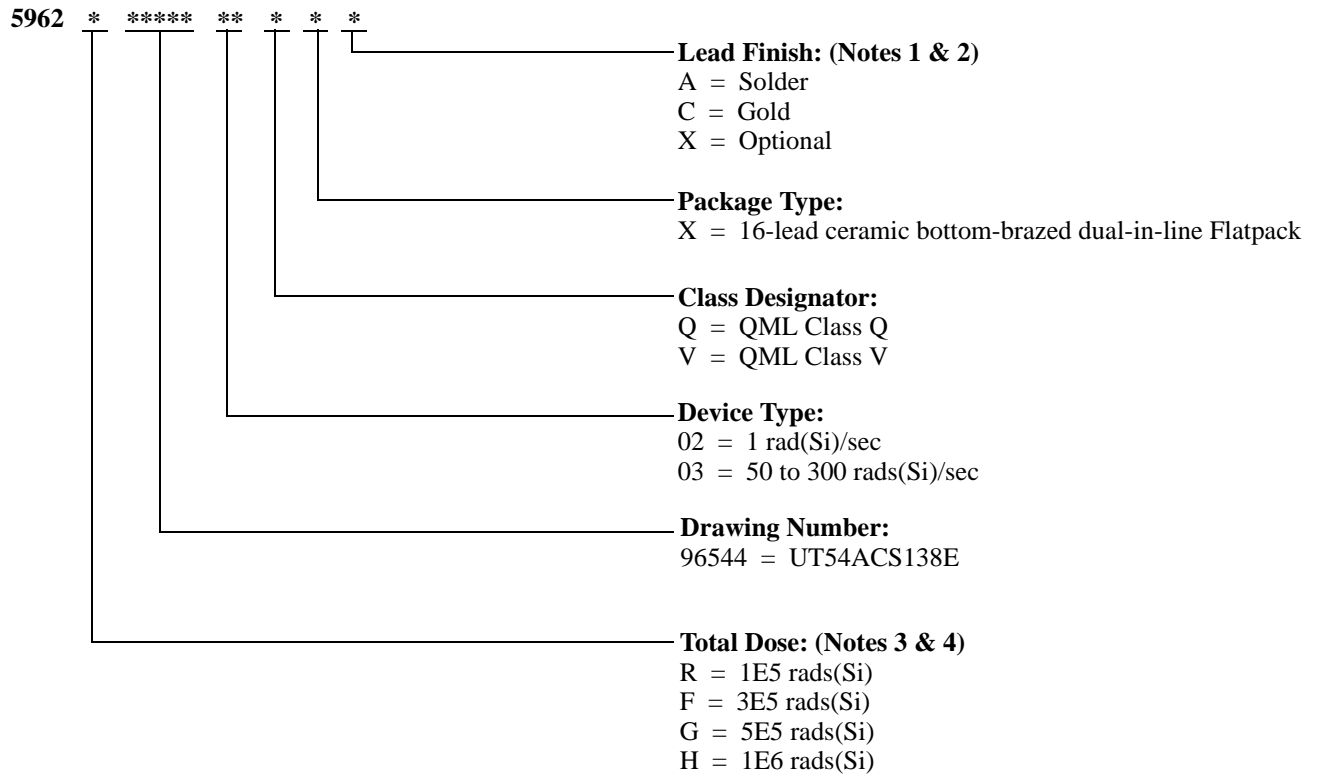 5962 * ***** ** * * *
Lead Finish: (Notes 1 & 2)
A = Solder
C = Gold
X = Optional
Package Type:
X = 16-lead ceramic bottom-brazed dual-in-line Flatpack
Class Designator:
Q = QML Class Q
V = QML Class V
Device Type:
02 = 1 rad(Si)/sec
03 = 50 to 300 rads(Si)/sec
Drawing Number:
96544 = UT54ACS138E
Total Dose: (Notes 3 & 4)
R = 1E5 rads(Si)
F = 3E5 rads(Si)
G = 5E5 rads(Si)
H = 1E6 rads(Si)